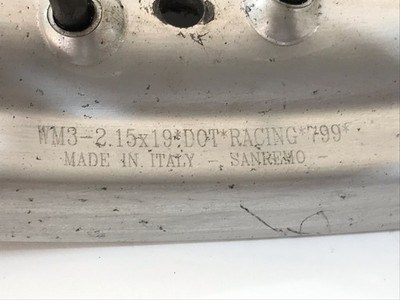 WM3-2.15x19*DOT*RACING*799*
MADE IN ITALY - SANREMO -